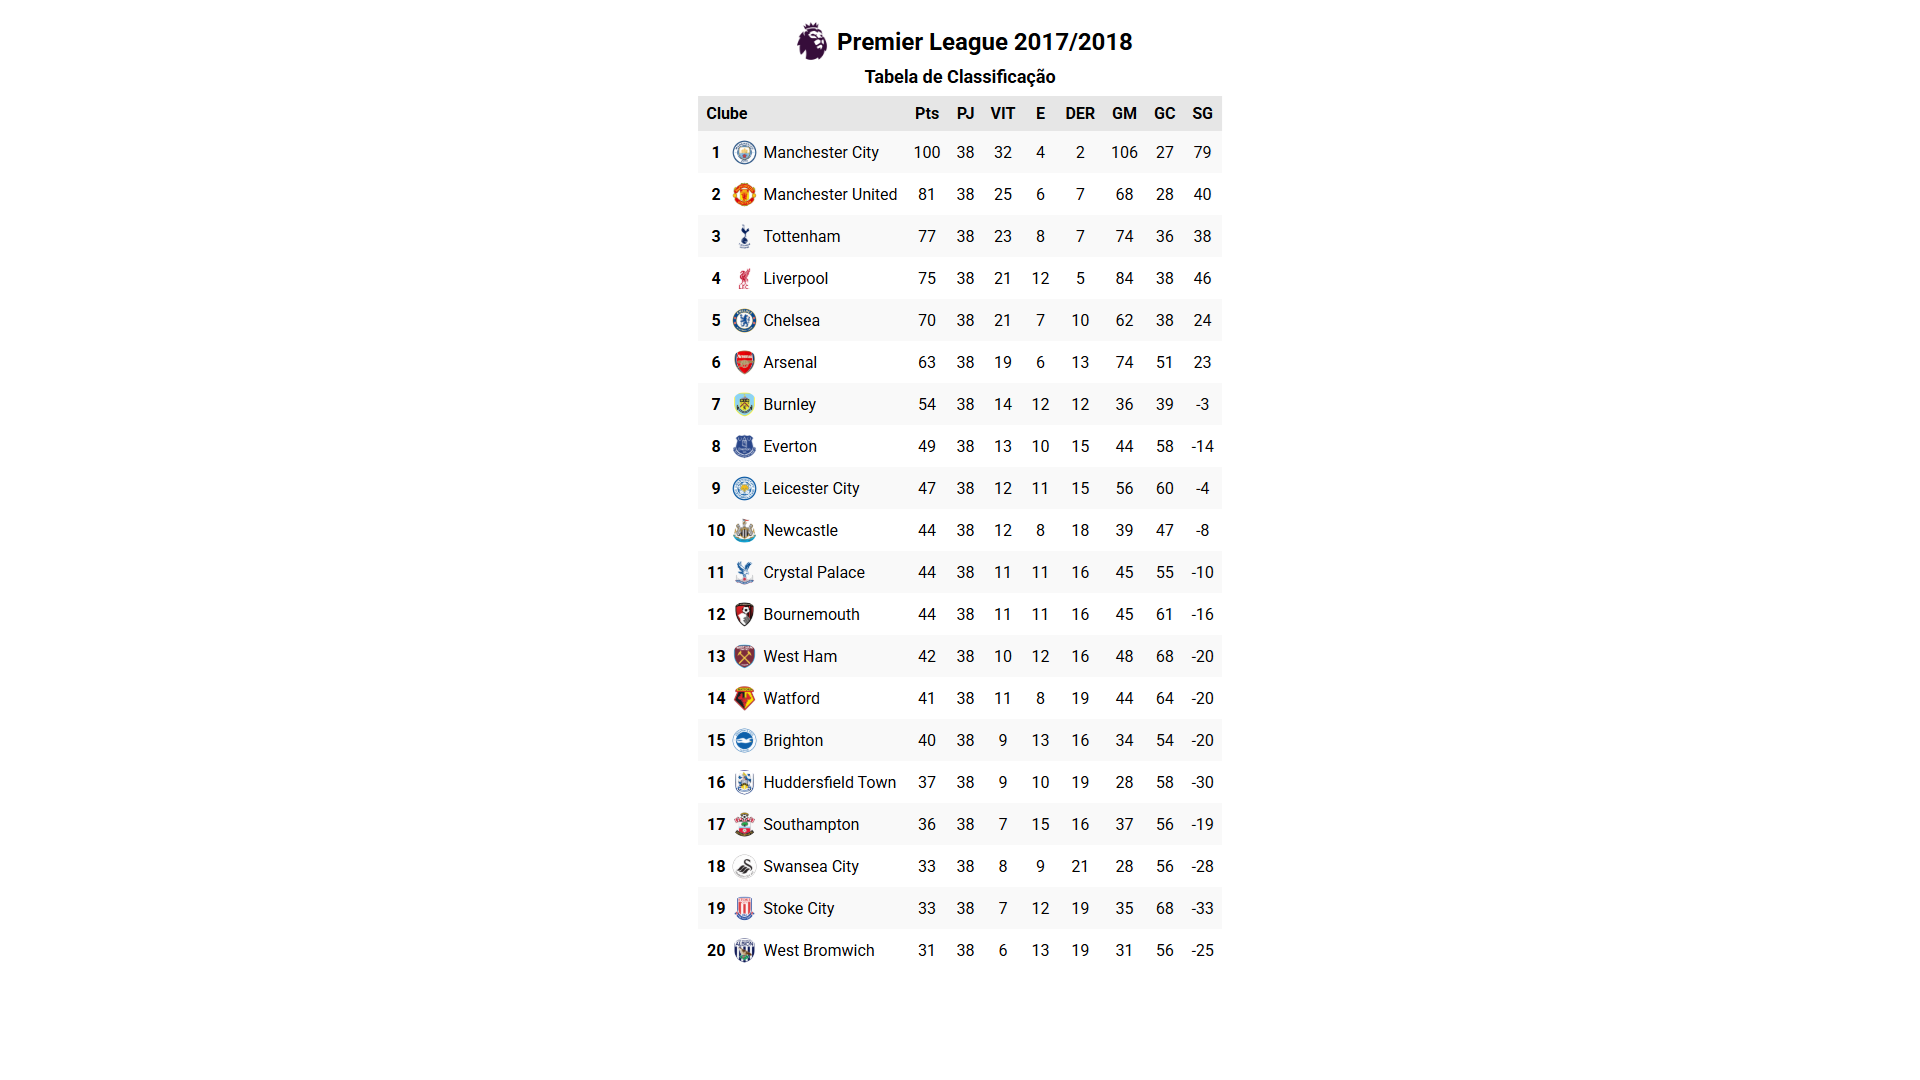 Premier League 2017/2018
Tabela de Classificação
Clube Pts PJ VIT E DER GM GC SG
1 Manchester City 100 38 32 4 2 106 27 79
2 Manchester United 81 38 25 6 7 68 28 40
3 Tottenham 77 38 23 8 7 74 36 38
4 Liverpool 75 38 21 12 5 84 38 46
5 Chelsea 70 38 21 7 10 62 38 24
6 Arsenal 63 38 19 6 13 74 51 23
7 Burnley 54 38 14 12 12 36 39 -3
8 Everton 49 38 13 10 15 44 58 -14
9 Leicester City 47 38 12 11 15 56 60 -4
10 Newcastle 44 38 12 8 18 39 47 -8
11 Crystal Palace 44 38 11 11 16 45 55 -10
12 Bournemouth 44 38 11 11 16 45 61 -16
13 West Ham 42 38 10 12 16 48 68 -20
14 Watford 41 38 11 8 19 44 64 -20
15 Brighton 40 38 9 13 16 34 54 -20
16 Huddersfield Town 37 38 9 10 19 28 58 -30
17 Southampton 36 38 7 15 16 37 56 -19
18 Swansea City 33 38 8 9 21 28 56 -28
19 Stoke City 33 38 7 12 19 35 68 -33
20 West Bromwich 31 38 6 13 19 31 56 -25